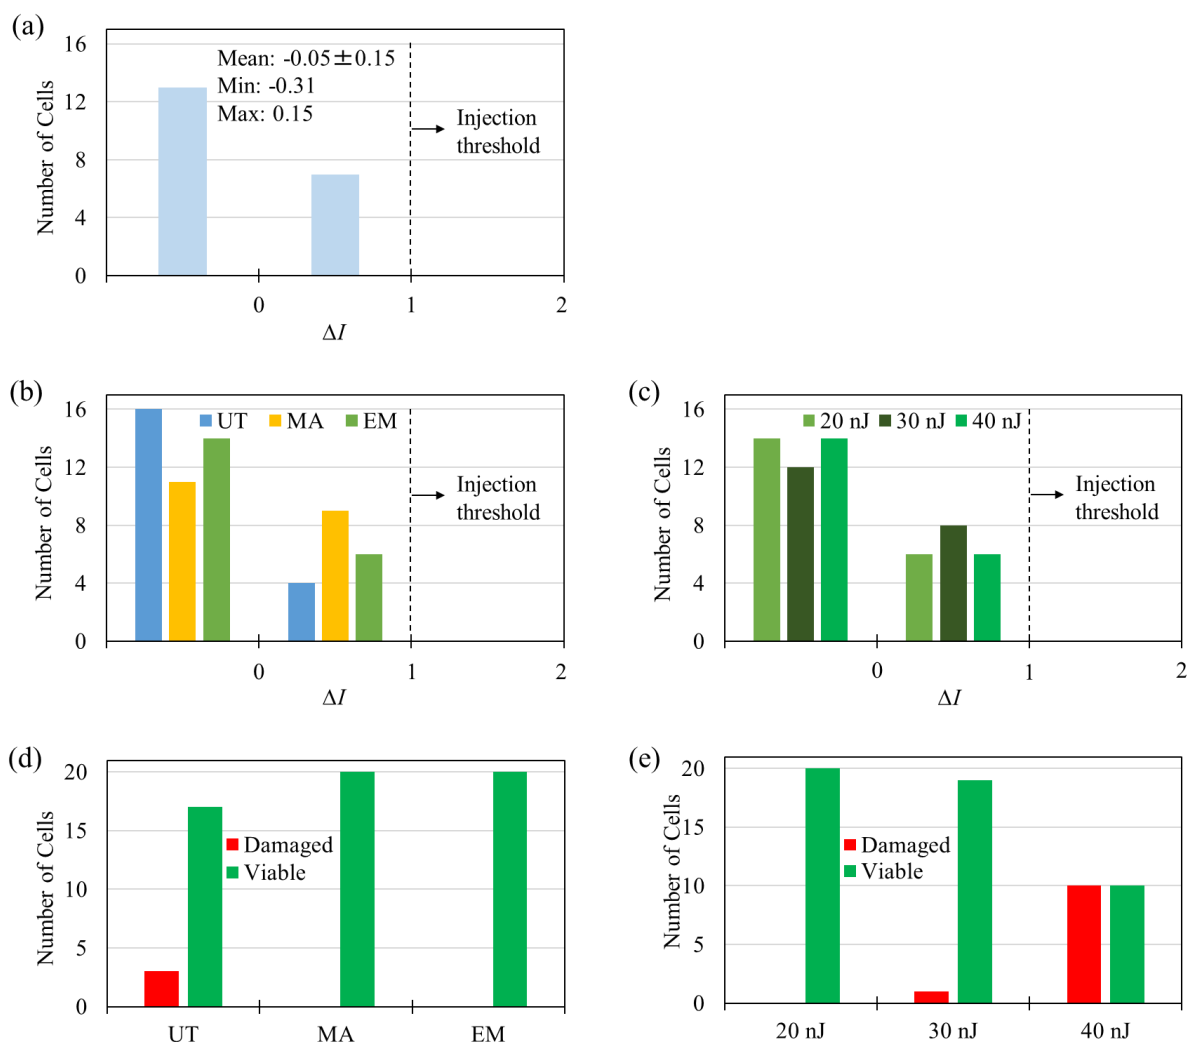 (a)
16
12
8
4
0
Number of Cells
Mean: -0.05±0.15
Min: -0.31
Max: 0.15
Injection
threshold
0 1 2
ΔI
(b)
16
12
8
4
0
Number of Cells
UT MA EM
Injection
threshold
0 1 2
ΔI
(c)
16
12
8
4
0
Number of Cells
20 nJ 30 nJ 40 nJ
Injection
threshold
0 1 2
ΔI
(d)
20
15
10
5
0
Number of Cells
Damaged
Viable
UT MA EM
(e)
20
15
10
5
0
Number of Cells
Damaged
Viable
20 nJ 30 nJ 40 nJ